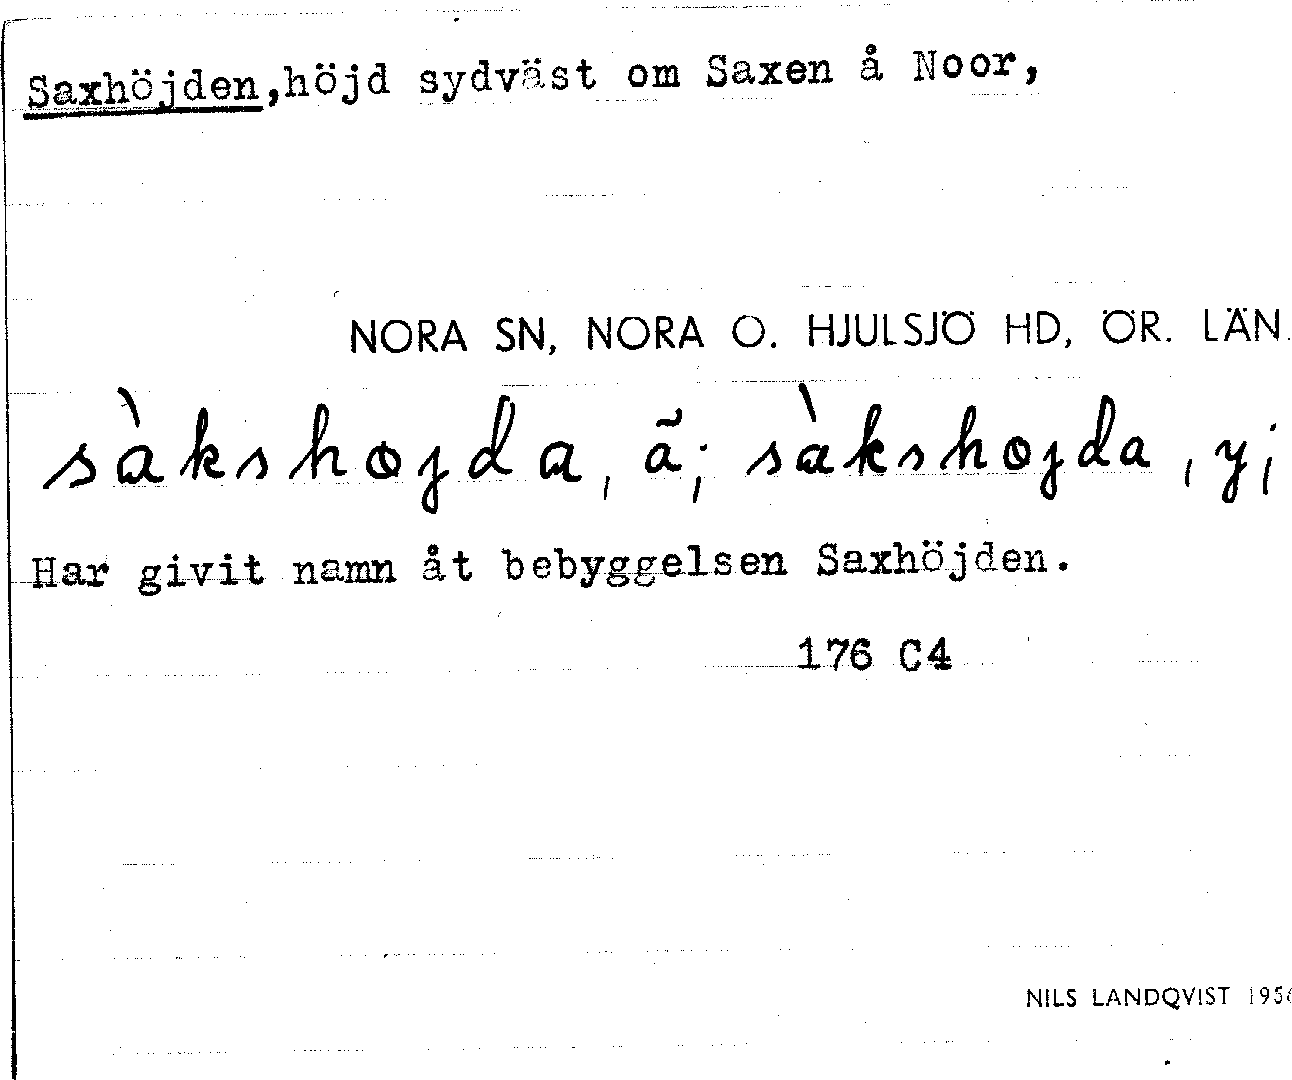 Saxhöjden,höjd sydväst om Saxen å Noor,
NORA SN, NORA O. HJULSJÖ HD, ÖR. LÄN.
sàkshøjda, ã; sàkshøjda, y;
Har givit namn åt bebyggelsen Saxhöjden.
176 C4
NILS LANDQVIST 1956